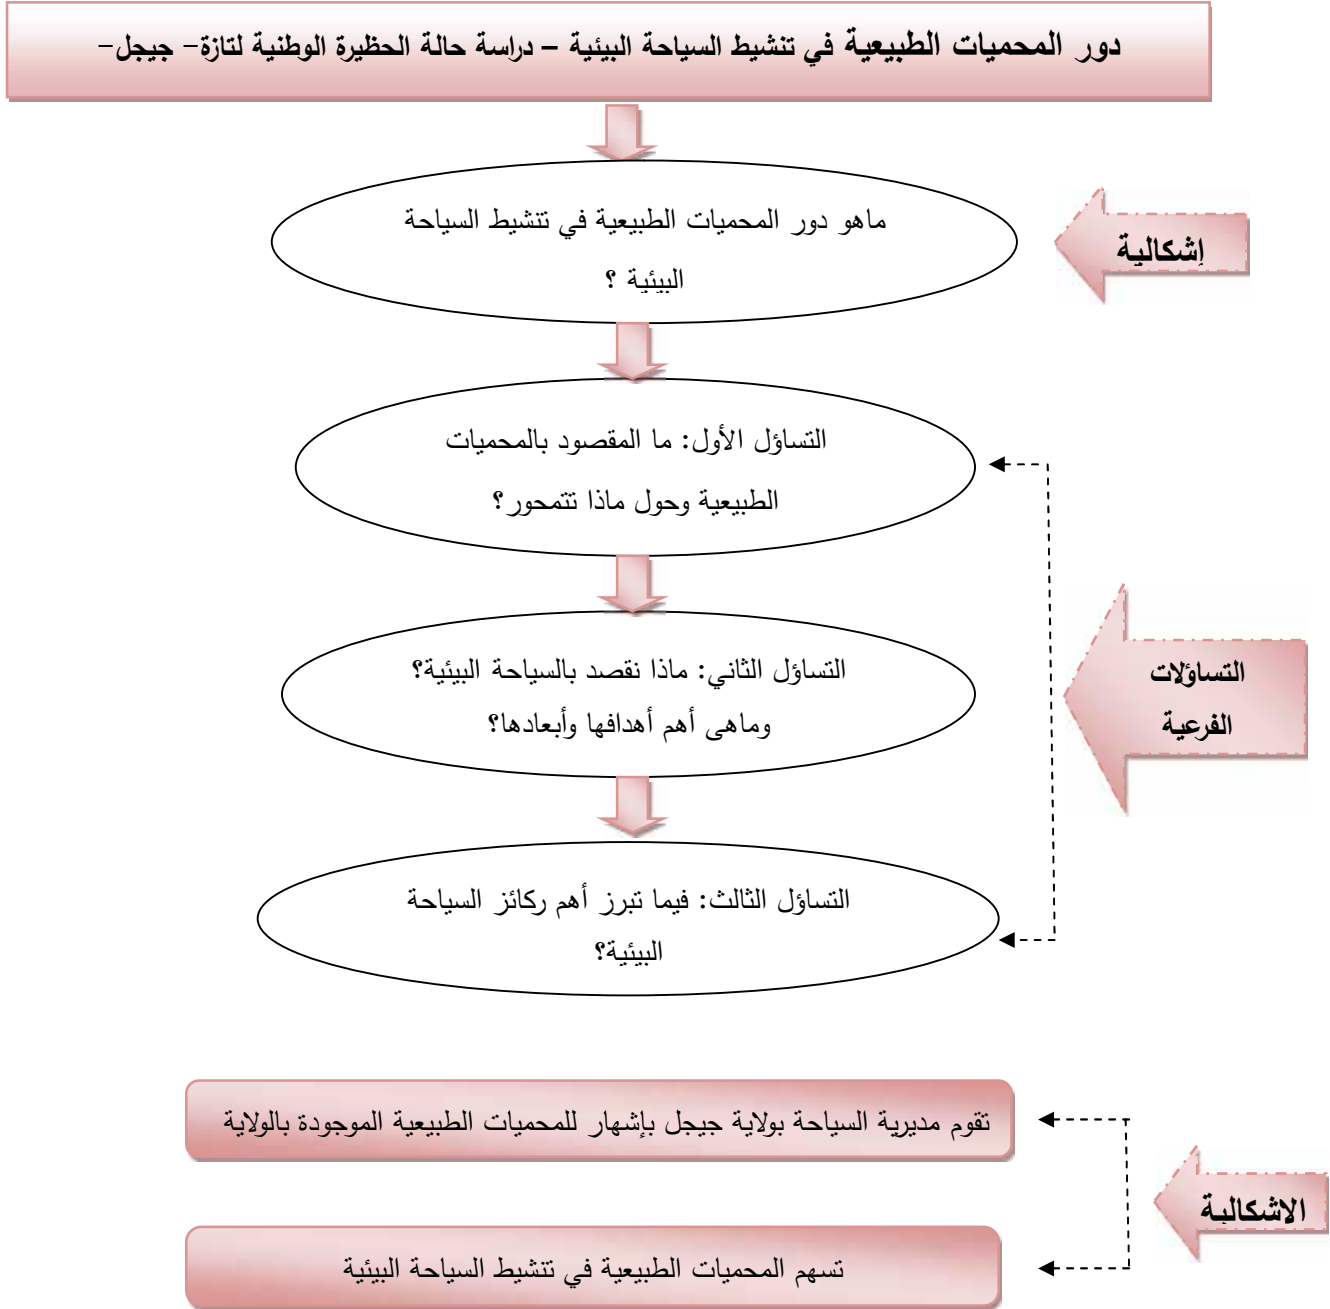 دور المحميات الطبيعية في تنشيط السياحة البيئية – دراسة حالة الحظيرة الوطنية لتازة- جيجل-
ماهو دور المحميات الطبيعية في تنشيط السياحة
البيئية ؟
إشكالية
التساؤل الأول: ما المقصود بالمحميات
الطبيعية وحول ماذا تتمحور؟
التساؤل الثاني: ماذا نقصد بالسياحة البيئية؟
وماهى أهم أهدافها وأبعادها؟
التساؤلات
الفرعية
التساؤل الثالث: فيما تبرز أهم ركائز السياحة
البيئية؟
تقوم مديرية السياحة بولاية جيجل بإشهار للمحميات الطبيعية الموجودة بالولاية
الاشكالية
تسهم المحميات الطبيعية في تنشيط السياحة البيئية